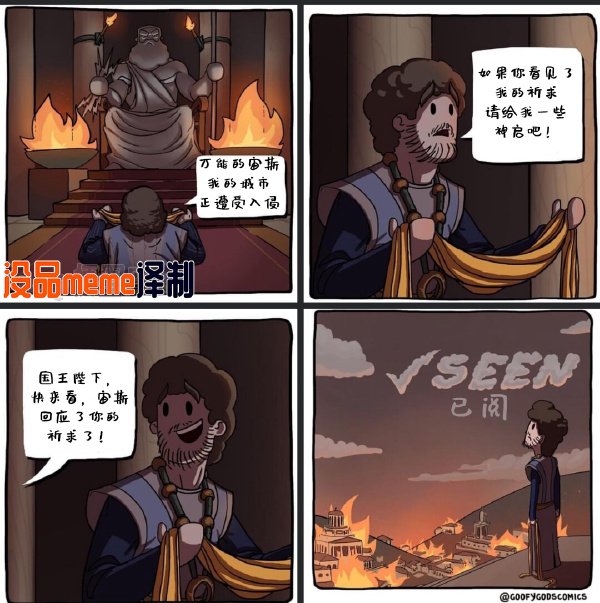 万能的宙斯
我的城市
正遭受入侵
没品meme译制
如果你看见了
我的祈求
请给我一些
神启吧！
国王陛下，
快来看，宙斯
回应了你的
祈求了！
✓SEEN
已阅
@GOOFYGODSCOMICS